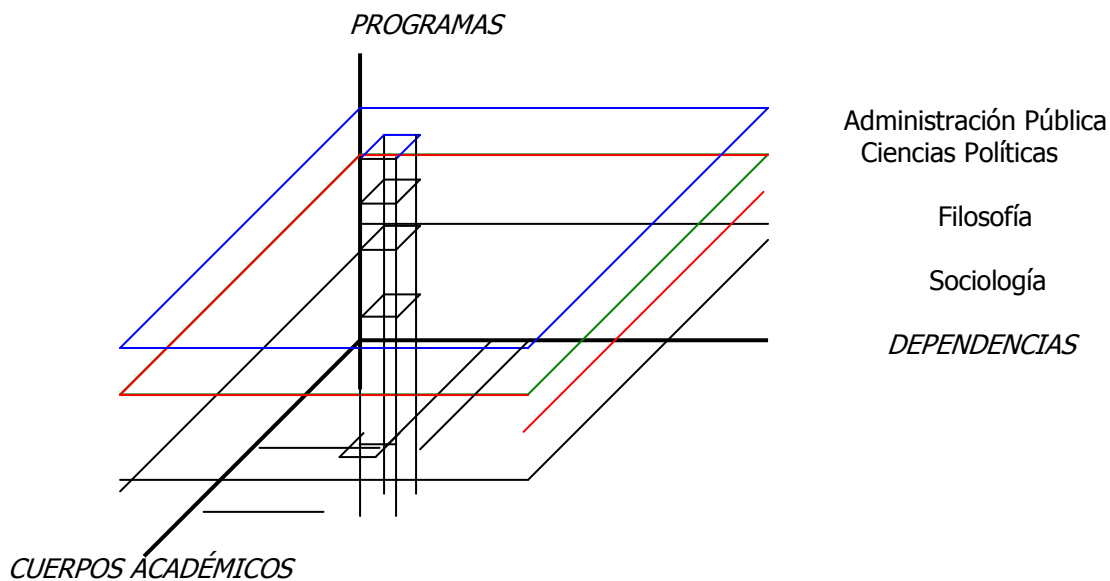 PROGRAMAS
Administración Pública
Ciencias Políticas
Filosofía
Sociología
DEPENDENCIAS
CUERPOS ACADÉMICOS